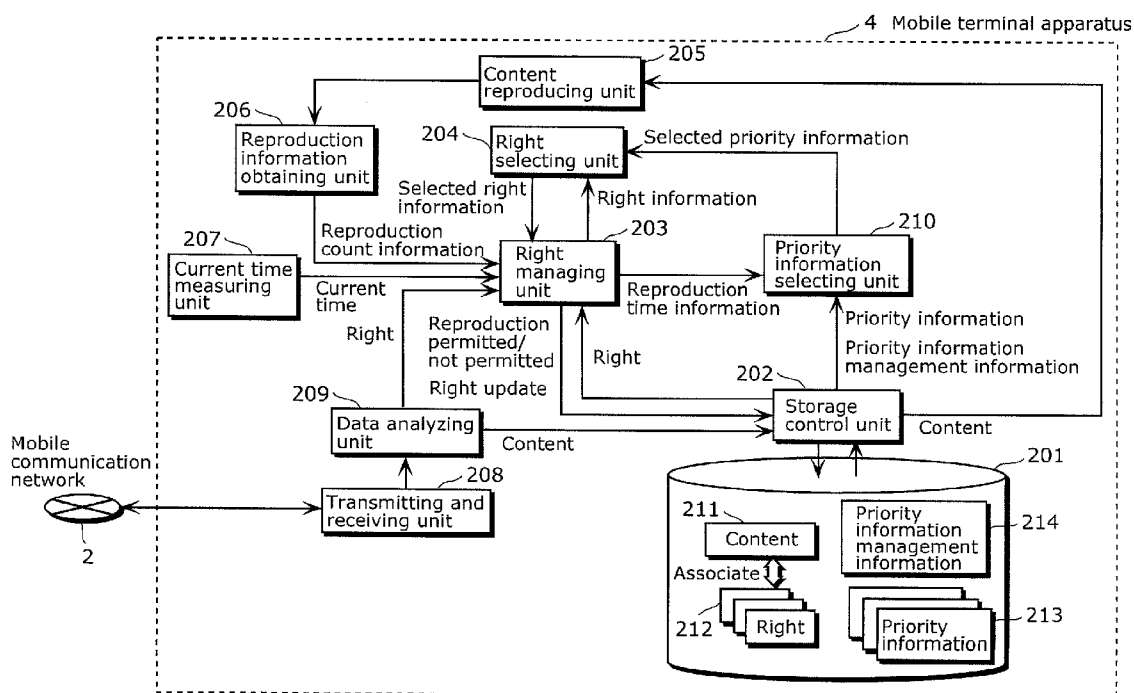 4 Mobile terminal apparatus
205
Content
reproducing unit
206
Reproduction
information
obtaining unit
204
Right
selecting unit
Selected priority information
Selected right
information
Right information
Reproduction
count information
203
Right
managing
unit
210
Priority
information
selecting unit
207
Current time
measuring
unit
Current
time
Reproduction
time information
Right
Reproduction
permitted/
not permitted
Right update
Right
Priority information
Priority information
management information
202
Storage
control unit
Content
209
Data analyzing
unit
Content
Mobile
communication
network
2
208
Transmitting and
receiving unit
201
211
Content
Associate
212
Right
Priority
information
management
information
214
213
Priority
information